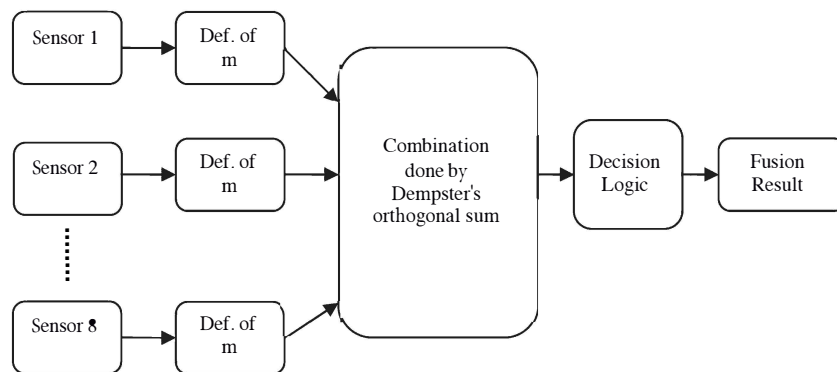 Sensor 1
Def. of
m
Sensor 2
Def. of
m
Sensor 8
Def. of
m
Combination
done by
Dempster's
orthogonal sum
Decision
Logic
Fusion
Result